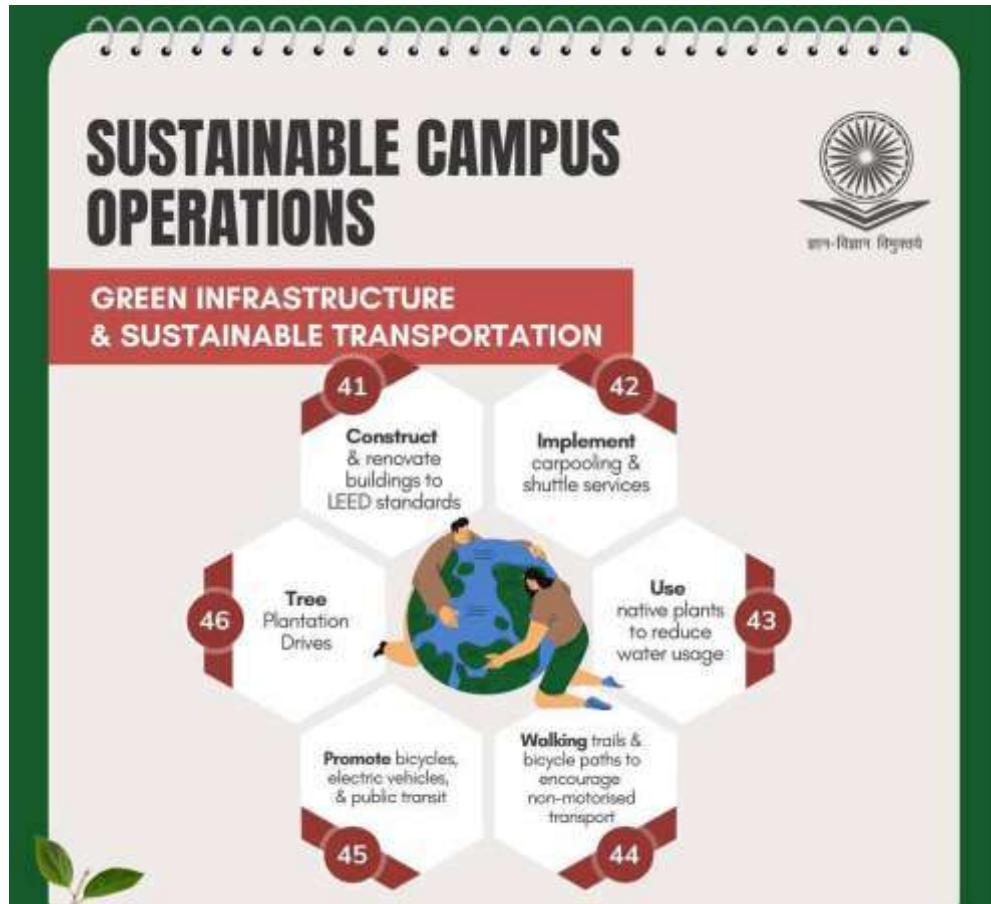 SUSTAINABLE CAMPUS
OPERATIONS
ज्ञान-विज्ञान विमुक्तये
GREEN INFRASTRUCTURE
& SUSTAINABLE TRANSPORTATION
41
Construct
& renovate
buildings to
LEED standards
42
Implement
carpooling &
shuttle services
Use
native plants
to reduce
water usage
43
Walking trails &
bicycle paths to
encourage
non-motorised
transport
44
Promote bicycles,
electric vehicles,
& public transit
45
46
Tree
Plantation
Drives